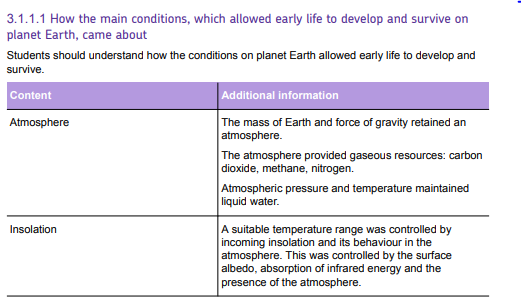 3.1.1.1 How the main conditions, which allowed early life to develop and survive on
planet Earth, came about
Students should understand how the conditions on planet Earth allowed early life to develop and
survive.
Content
Additional information
Atmosphere
The mass of Earth and force of gravity retained an
atmosphere.
The atmosphere provided gaseous resources: carbon
dioxide, methane, nitrogen.
Atmospheric pressure and temperature maintained
liquid water.
Insolation
A suitable temperature range was controlled by
incoming insolation and its behaviour in the
atmosphere. This was controlled by the surface
albedo, absorption of infrared energy and the
presence of the atmosphere.